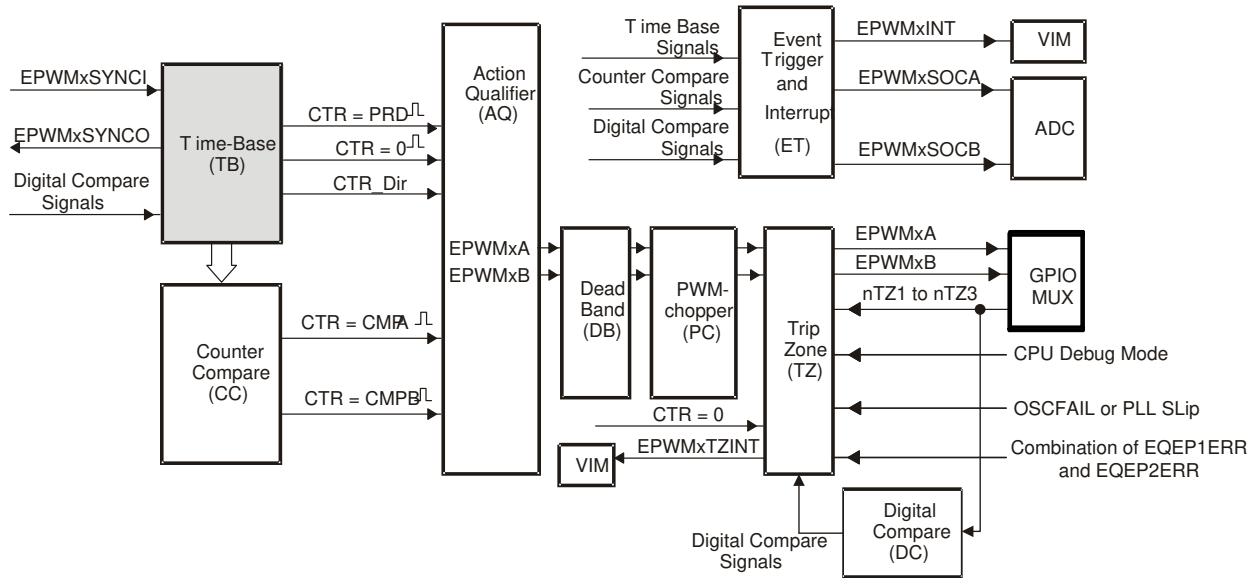 EPWMxSYNCI
EPWMxSYNCO
Digital Compare
Signals
Time-Base
(TB)
CTR = PRD
CTR = 0
CTR_Dir
Counter
Compare
(CC)
CTR = CMPA
CTR = CMPB
Action
Qualifier
(AQ)
EPWMxA
EPWMxB
Time Base
Signals
Counter Compare
Signals
Digital Compare
Signals
Event
Trigger
and
Interrupt
(ET)
EPWMxINT
EPWMxSOCA
EPWMxSOCB
VIM
ADC
Dead
Band
(DB)
PWM-
chopper
(PC)
Trip
Zone
(TZ)
EPWMxA
EPWMxB
nTZ1 to nTZ3
GPIO
MUX
CPU Debug Mode
OSCFAIL or PLL SLip
Combination of EQEP1ERR
and EQEP2ERR
CTR = 0
EPWMxTZINT
VIM
Digital Compare
Signals
Digital
Compare
(DC)